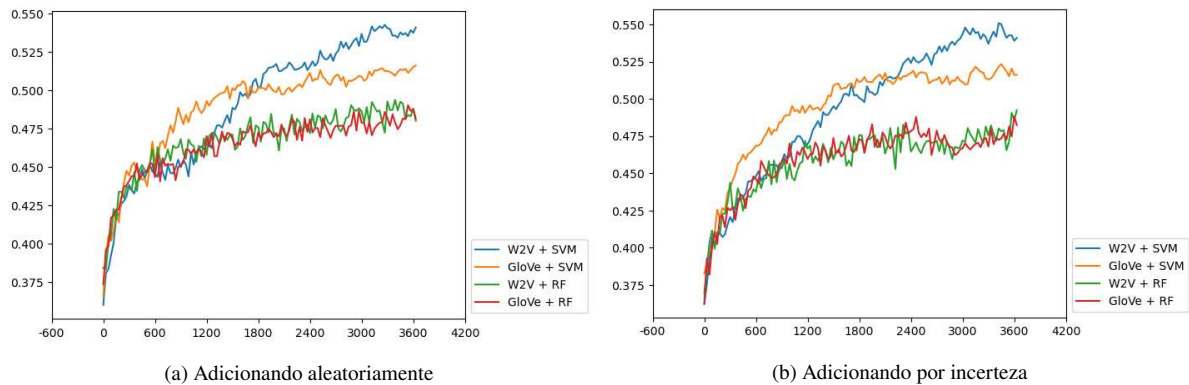 0.550
0.525
0.500
0.475
0.450
0.425
0.400
0.375
-600 0 600 1200 1800 2400 3000 3600 4200
W2V + SVM
GloVe + SVM
W2V + RF
GloVe + RF
(a) Adicionando aleatoriamente
0.550
0.525
0.500
0.475
0.450
0.425
0.400
0.375
-600 0 600 1200 1800 2400 3000 3600 4200
W2V + SVM
GloVe + SVM
W2V + RF
GloVe + RF
(b) Adicionando por incerteza